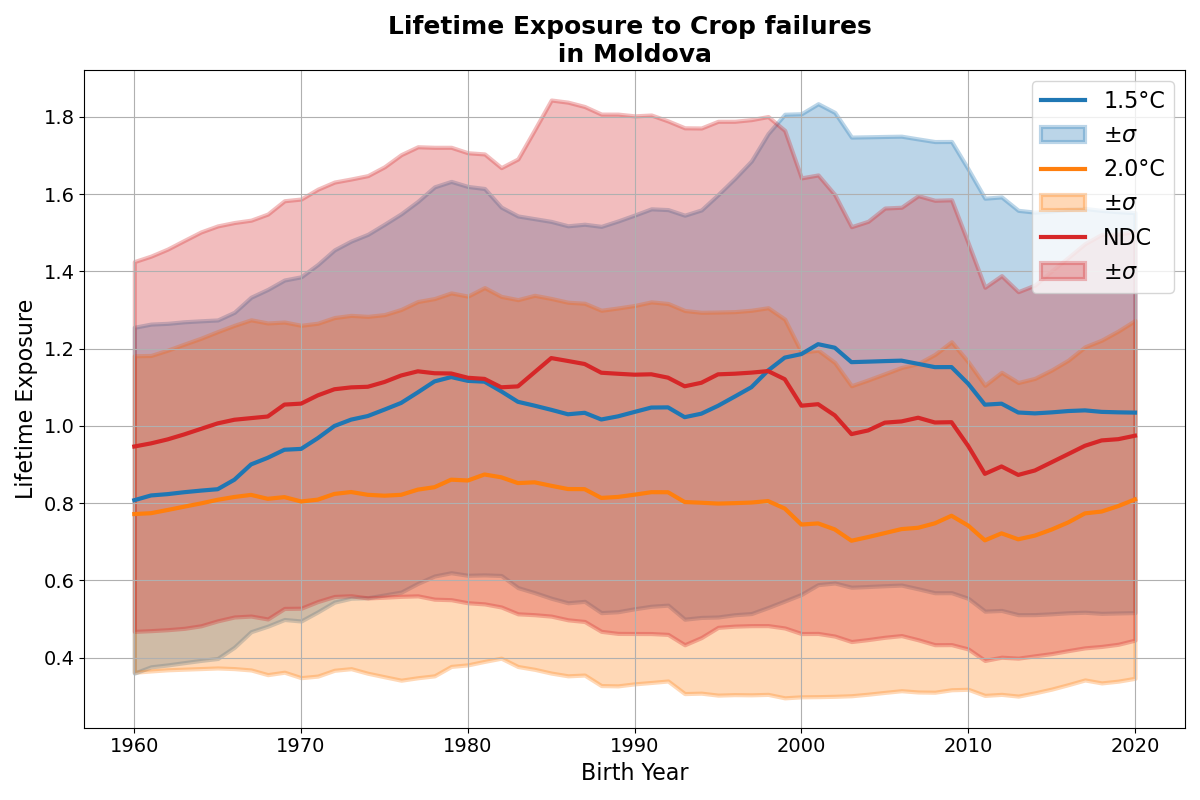 Lifetime Exposure to Crop failures
in Moldova
Lifetime Exposure
1.8
1.6
1.4
1.2
1.0
0.8
0.6
0.4
1.5°C
±σ
2.0°C
±σ
NDC
±σ
1960 1970 1980 1990 2000 2010 2020
Birth Year